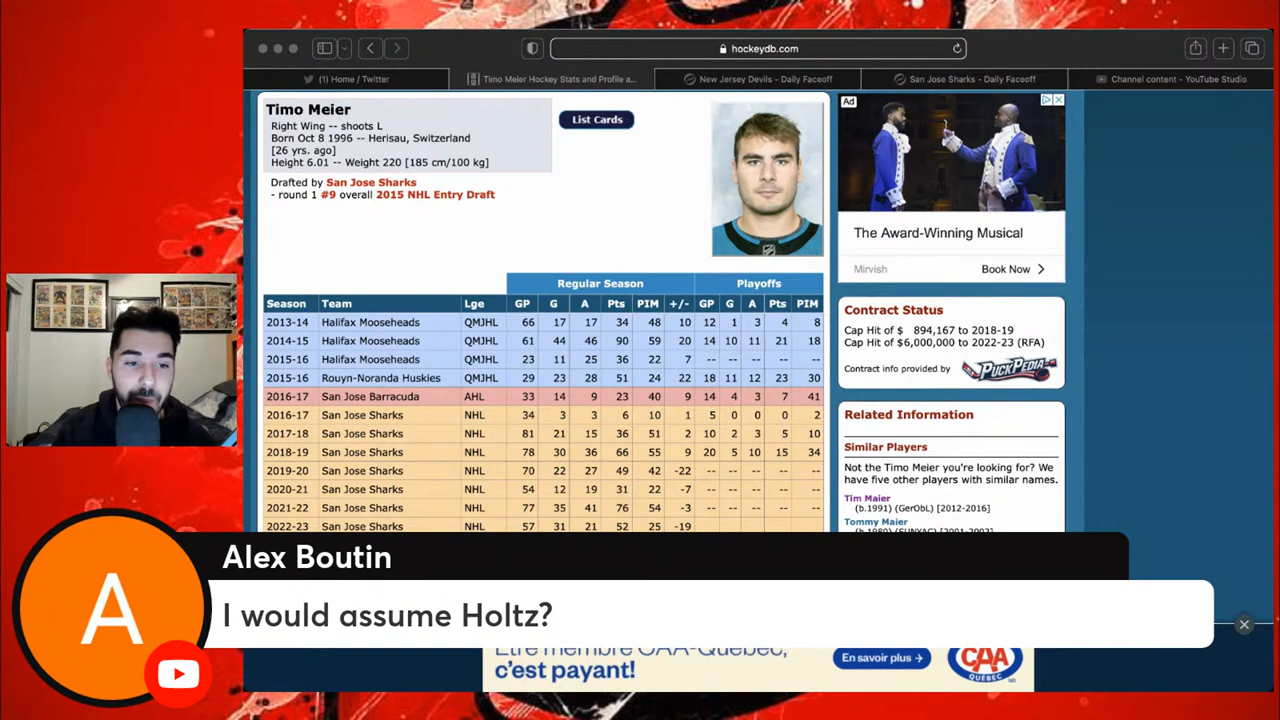 hockeydb.com
(1) Home / Twitter
Timo Meier Hockey Stats and Profile a...
New Jersey Devils - Daily Faceoff
San Jose Sharks - Daily Faceoff
Channel content - YouTube Studio
Timo Meier
Right Wing -- shoots L
Born Oct 8 1996 -- Herisau, Switzerland
[26 yrs. ago]
Height 6.01 -- Weight 220 [185 cm/100 kg]
Drafted by San Jose Sharks
- round 1 #9 overall 2015 NHL Entry Draft
List Cards
Regular Season Playoffs
Season Team Lge GP G A Pts PIM +/- GP G A Pts PIM
2013-14 Halifax Mooseheads QMJHL 66 17 17 34 48 10 12 1 3 4 8
2014-15 Halifax Mooseheads QMJHL 61 44 46 90 59 20 14 10 11 21 18
2015-16 Halifax Mooseheads QMJHL 23 11 25 36 22 7 -- -- -- -- --
2015-16 Rouyn-Noranda Huskies QMJHL 29 23 28 51 24 22 18 11 12 23 30
2016-17 San Jose Barracuda AHL 33 14 9 23 40 9 14 4 3 7 41
2016-17 San Jose Sharks NHL 34 3 3 6 10 1 5 0 0 0 2
2017-18 San Jose Sharks NHL 81 21 15 36 51 2 10 2 3 5 10
2018-19 San Jose Sharks NHL 78 30 36 66 55 9 20 5 10 15 34
2019-20 San Jose Sharks NHL 70 22 27 49 42 -22 -- -- -- -- --
2020-21 San Jose Sharks NHL 54 12 19 31 22 -7 -- -- -- -- --
2021-22 San Jose Sharks NHL 77 35 41 76 54 -3 -- -- -- -- --
2022-23 San Jose Sharks NHL 57 31 21 52 25 -19
Ad
The Award-Winning Musical
Mirvish Book Now
Contract Status
Cap Hit of $ 894,167 to 2018-19
Cap Hit of $6,000,000 to 2022-23 (RFA)
Contract info provided by PUCKPEDIA
Related Information
Similar Players
Not the Timo Meier you're looking for? We
have five other players with similar names.
Tim Maier
(b.1991) (GerObL) [2012-2016]
Tommy Maier
(b.1980) (SUNYAC) [2001-2002]
A
Alex Boutin
I would assume Holtz?
Être membre CAA-Québec,
c'est payant!
En savoir plus
CAA
QUÉBEC